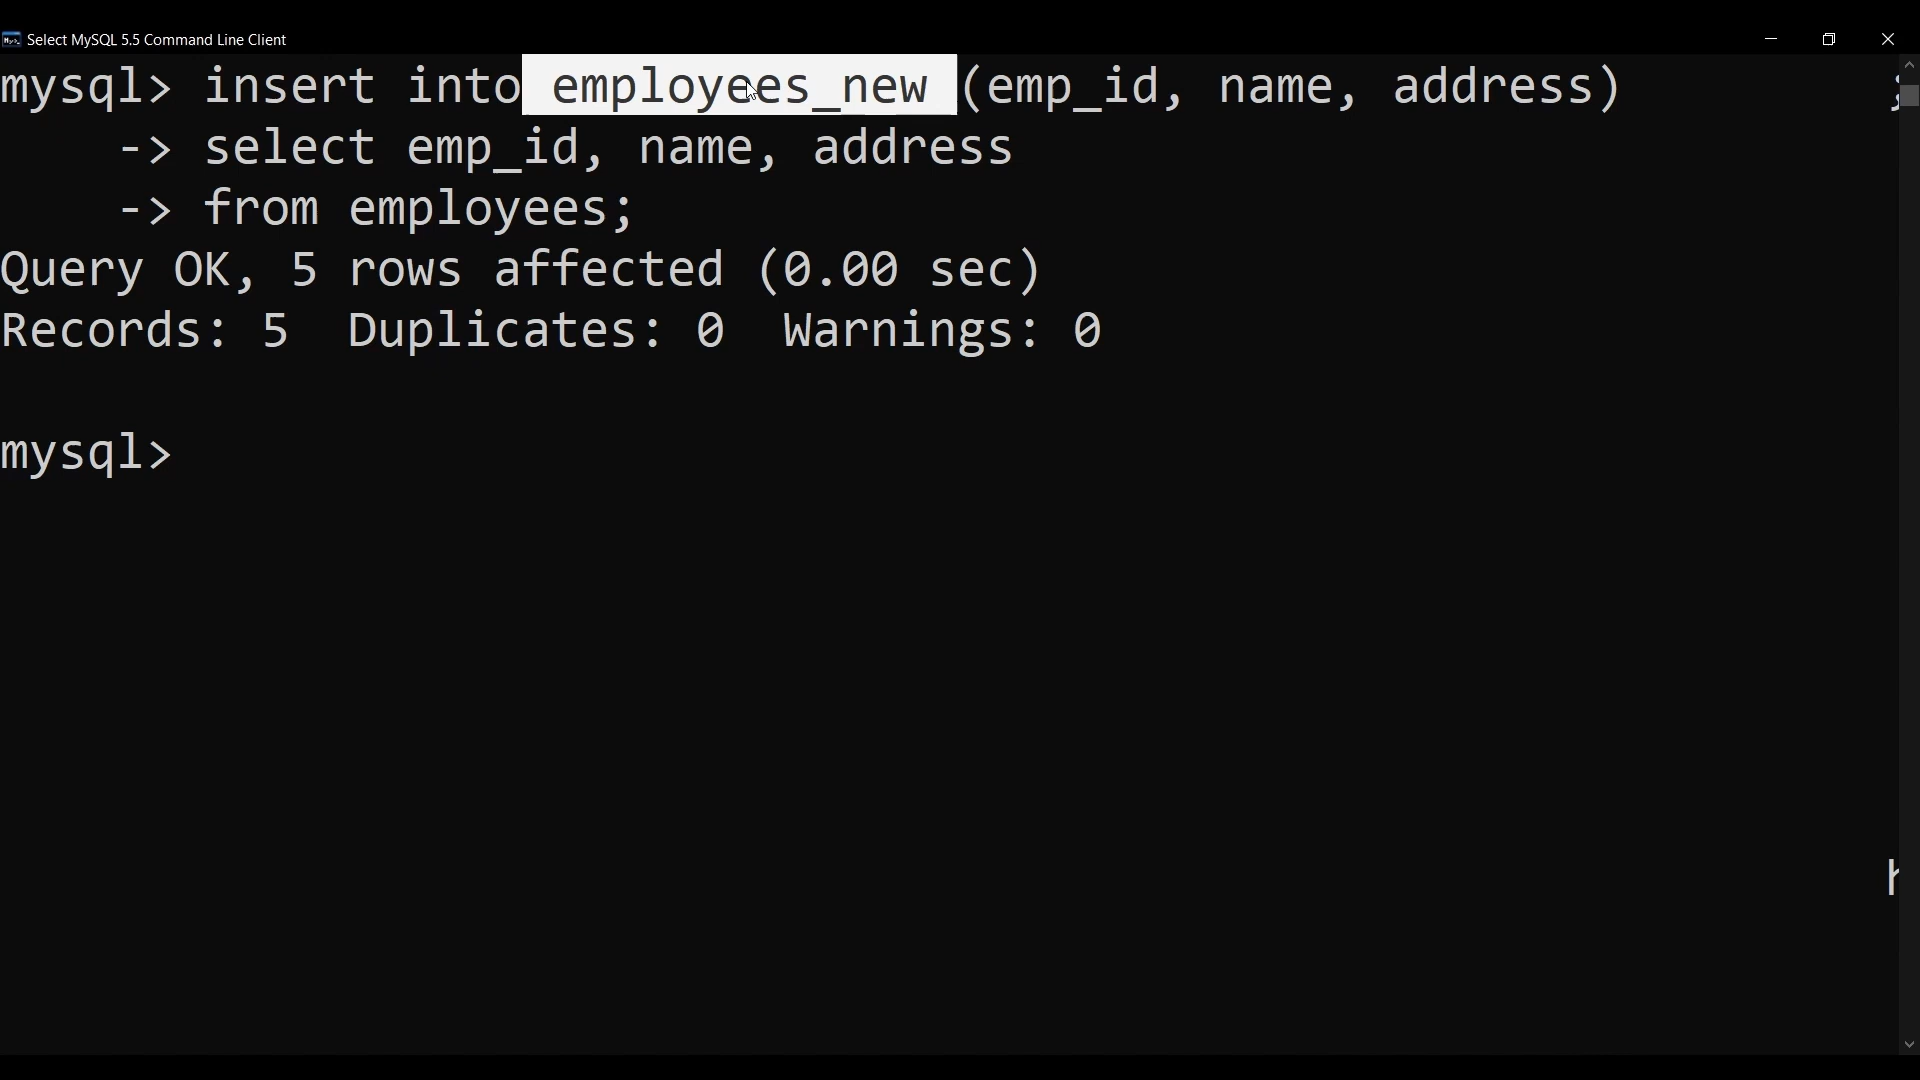 Select MySQL 5.5 Command Line Client
mysql> insert into employees_new (emp_id, name, address)
    -> select emp_id, name, address
    -> from employees;
Query OK, 5 rows affected (0.00 sec)
Records: 5  Duplicates: 0  Warnings: 0
mysql>